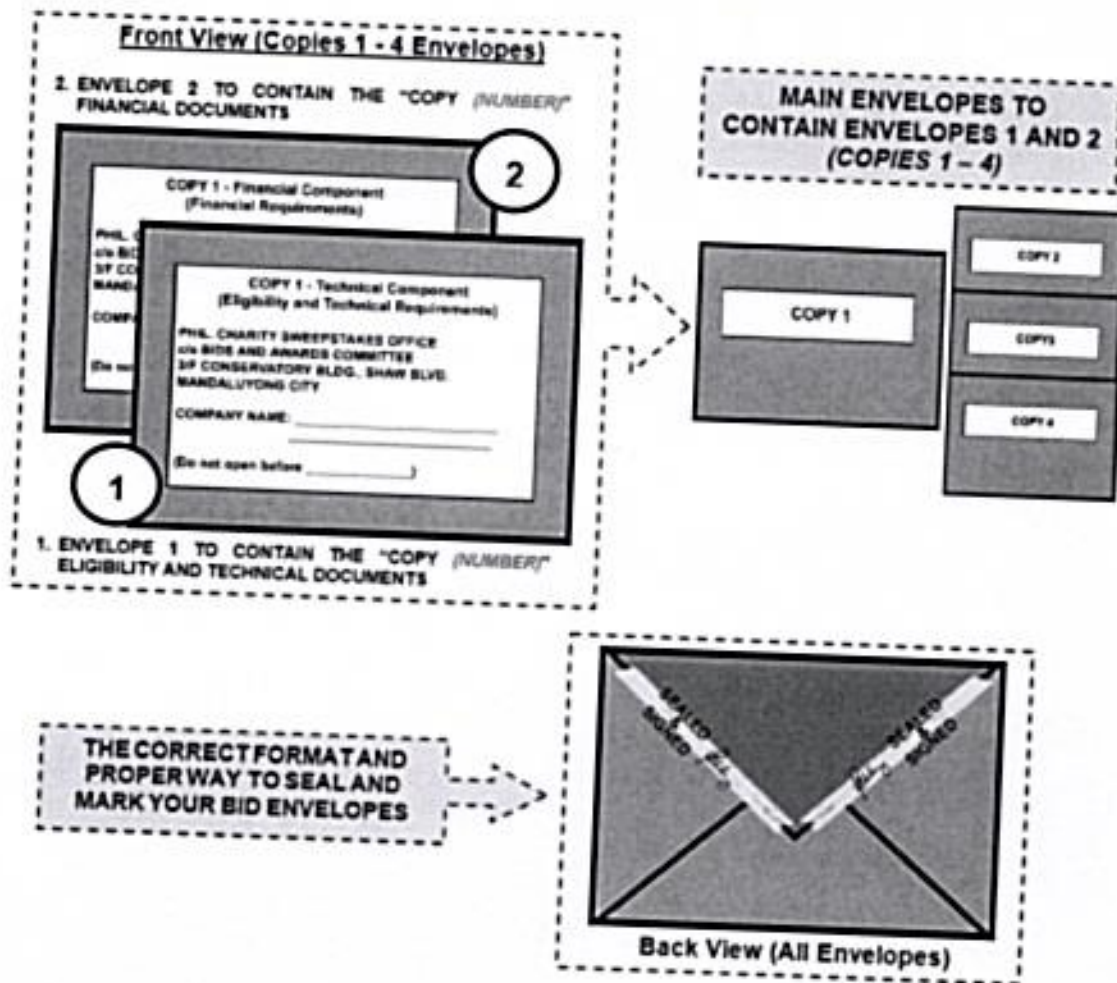 Front View (Copies 1 - 4 Envelopes)
2. ENVELOPE 2 TO CONTAIN THE "COPY (NUMBER)"
FINANCIAL DOCUMENTS
2
COPY 1 - Financial Component
(Financial Requirements)
PHIL.
c/o
3/F
COPY 1 - Technical Component
(Eligibility and Technical Requirements)
PHIL. CHARITY SWEEPSTAKES OFFICE
c/o BIDS AND AWARDS COMMITTEE
3/F CONSERVATORY BLDG., SHAW BLVD.
MANDALUYONG CITY
COMPANY NAME:
(Do not open before )
1
1. ENVELOPE 1 TO CONTAIN THE "COPY (NUMBER)"
ELIGIBILITY AND TECHNICAL DOCUMENTS
MAIN ENVELOPES TO
CONTAIN ENVELOPES 1 AND 2
(COPIES 1 – 4)
COPY 1
COPY 2
COPY 3
COPY 4
THE CORRECT FORMAT AND
PROPER WAY TO SEAL AND
MARK YOUR BID ENVELOPES
SEALED
SIGNED
SEALED
SIGNED
Back View (All Envelopes)